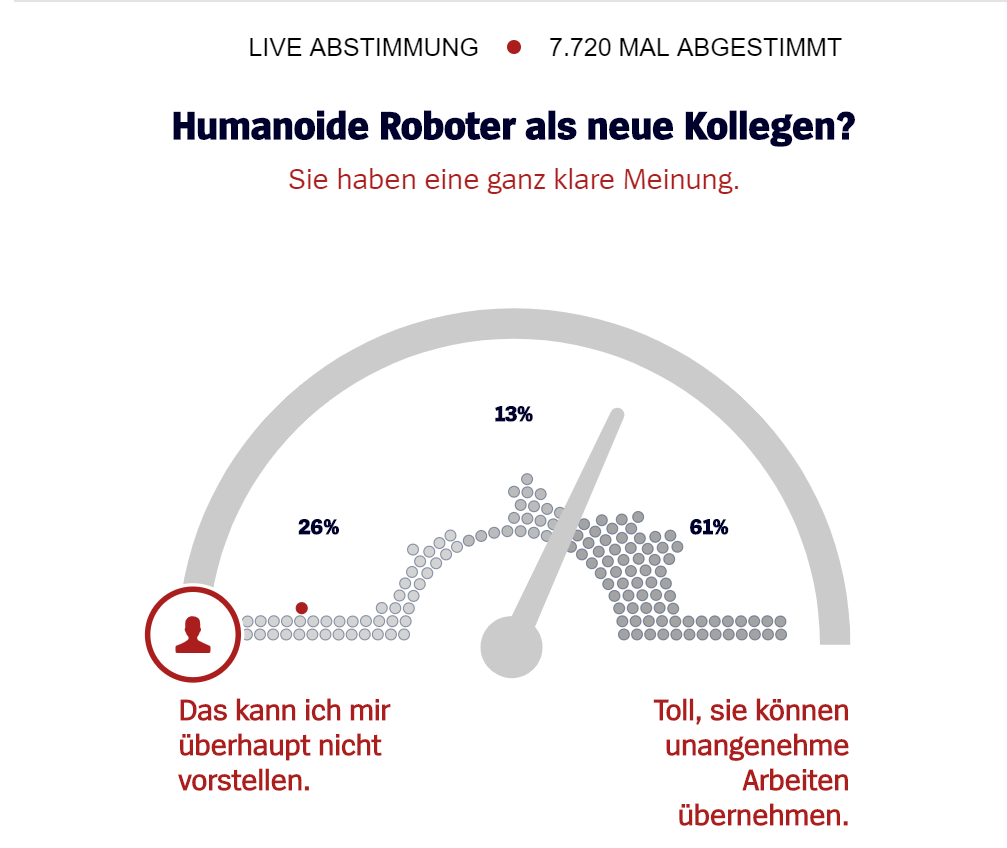 LIVE ABSTIMMUNG • 7.720 MAL ABGESTIMMT
Humanoide Roboter als neue Kollegen?
Sie haben eine ganz klare Meinung.
13%
26%
61%
Das kann ich mir
überhaupt nicht
vorstellen.
Toll, sie können
unangenehme
Arbeiten
übernehmen.